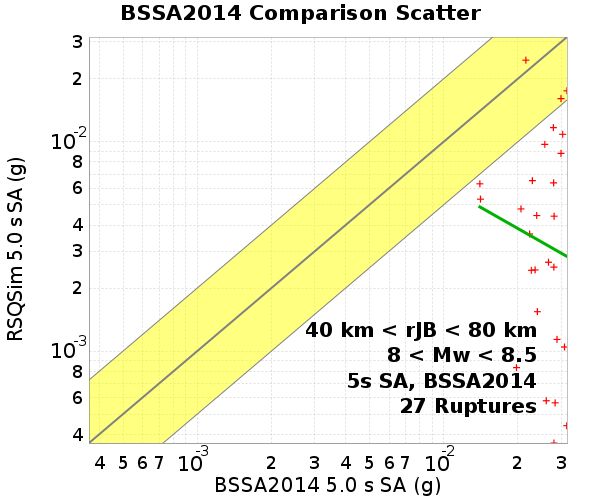 BSSA2014 Comparison Scatter
RSQSim 5.0 s SA (g)
3
2
10-2
8
6
4
3
2
10-3
8
6
4
40 km < rJB < 80 km
8 < Mw < 8.5
5s SA, BSSA2014
27 Ruptures
4 5 6 7 10-3 2 3 4 5 6 7 10-2 2 3
BSSA2014 5.0 s SA (g)